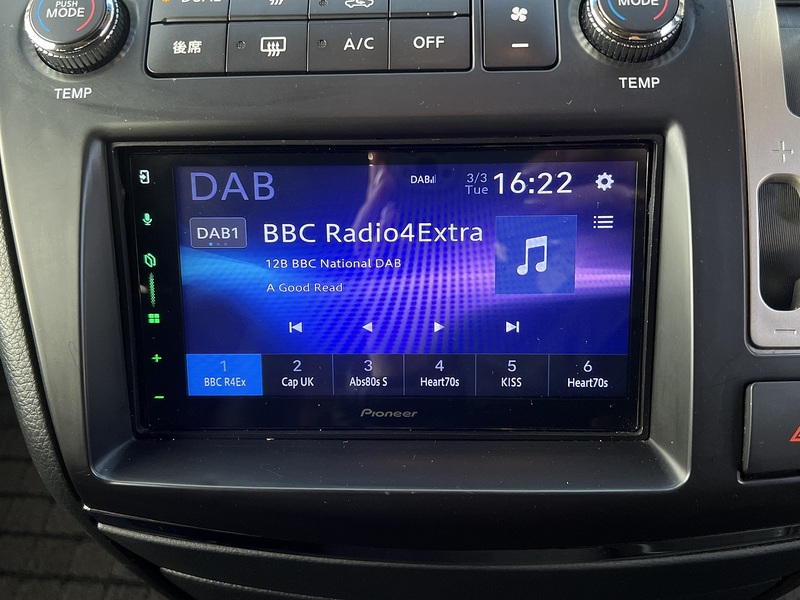 PUSH
MODE
DUAL
MODE
後席
A/C
OFF
TEMP
TEMP
DAB
DAB
3/3
Tue
16:22
DAB1
BBC Radio4Extra
12B BBC National DAB
A Good Read
1
BBC R4Ex
2
Cap UK
3
Abs80s S
4
Heart70s
5
KISS
6
Heart70s
Pioneer